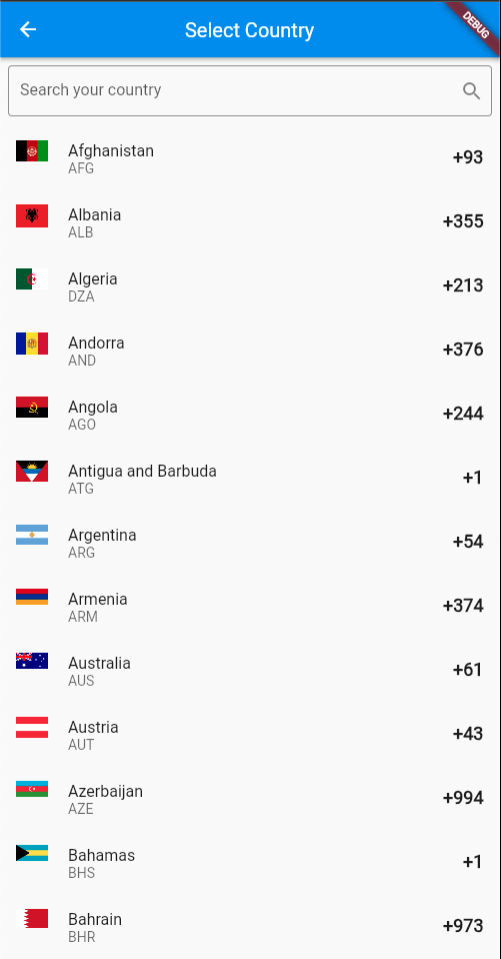 Select Country
DEBUG
Search your country
Afghanistan
AFG
+93
Albania
ALB
+355
Algeria
DZA
+213
Andorra
AND
+376
Angola
AGO
+244
Antigua and Barbuda
ATG
+1
Argentina
ARG
+54
Armenia
ARM
+374
Australia
AUS
+61
Austria
AUT
+43
Azerbaijan
AZE
+994
Bahamas
BHS
+1
Bahrain
BHR
+973